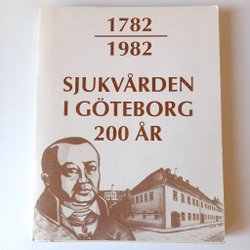 1782
1982
SJUKVÅRDEN
I GÖTEBORG
200 ÅR